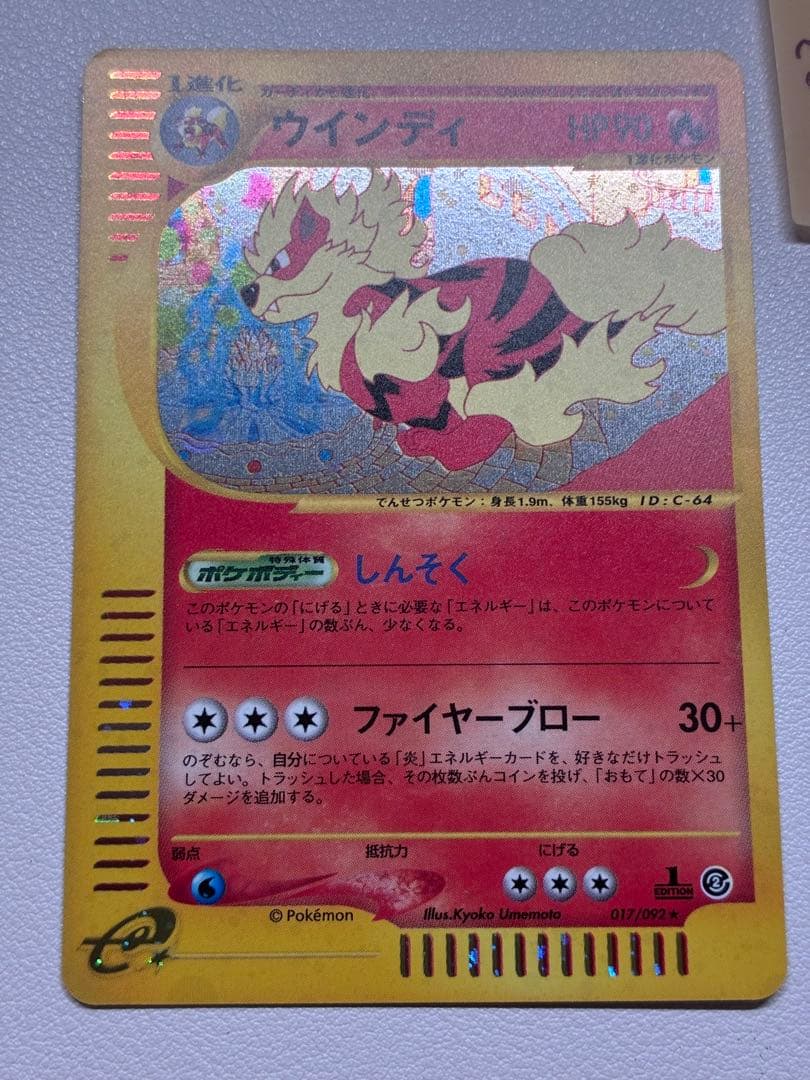 1進化
ガーディから進化
ウインディ HP90
1進化ポケモン
でんせつポケモン：身長1.9m、体重155kg ID：C-64
特殊体質
ポケボディー しんそく
このポケモンの「にげる」ときに必要な「エネルギー」は、このポケモンについて
いる「エネルギー」の数ぶん、少なくなる。
ファイヤーブロー 30+
のぞむなら、自分についている「炎」エネルギーカードを、好きなだけトラッシュ
してよい。トラッシュした場合、その枚数ぶんコインを投げ、「おもて」の数×30
ダメージを追加する。
弱点 抵抗力 にげる
1
EDITION
2
© Pokémon Illus.Kyoko Umemoto 017/092★
e